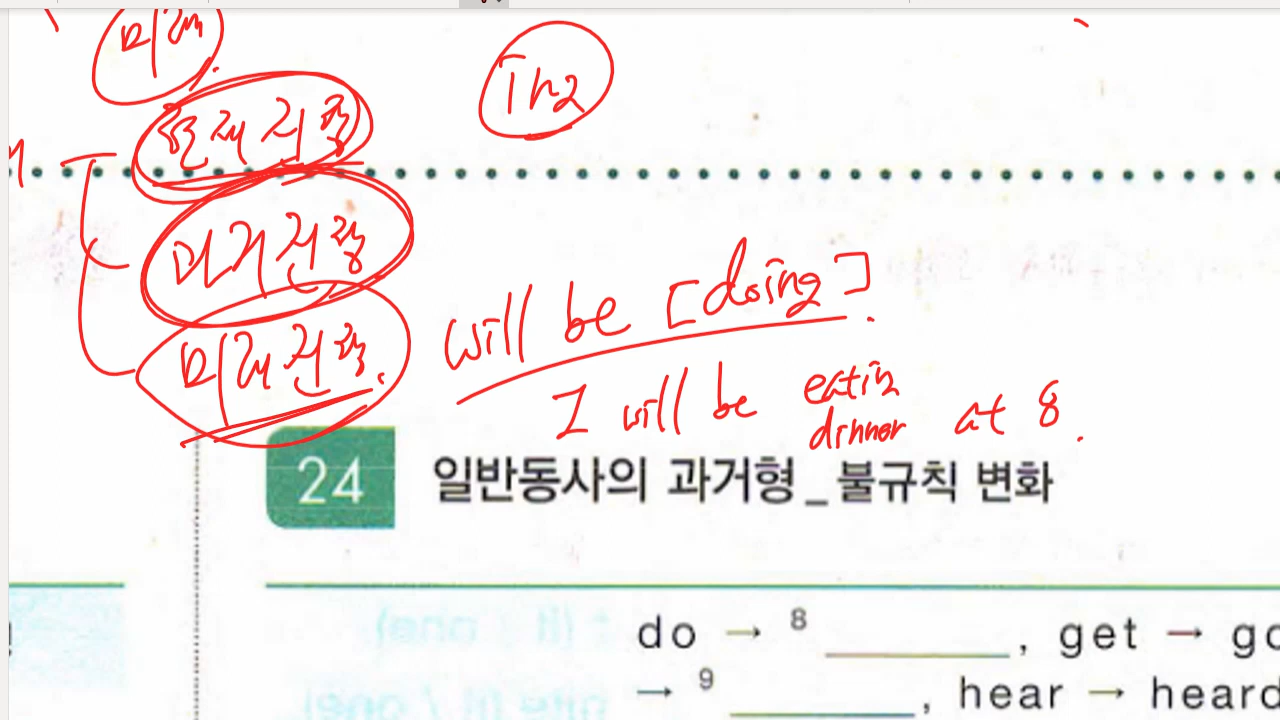 미래
ing
현재진행
과거진행
will be [doing].
미래진행.
I will be eating dinner at 8.
24 일반동사의 과거형_불규칙 변화
do → 8 ________, get → go
→ 9 ________, hear → heard